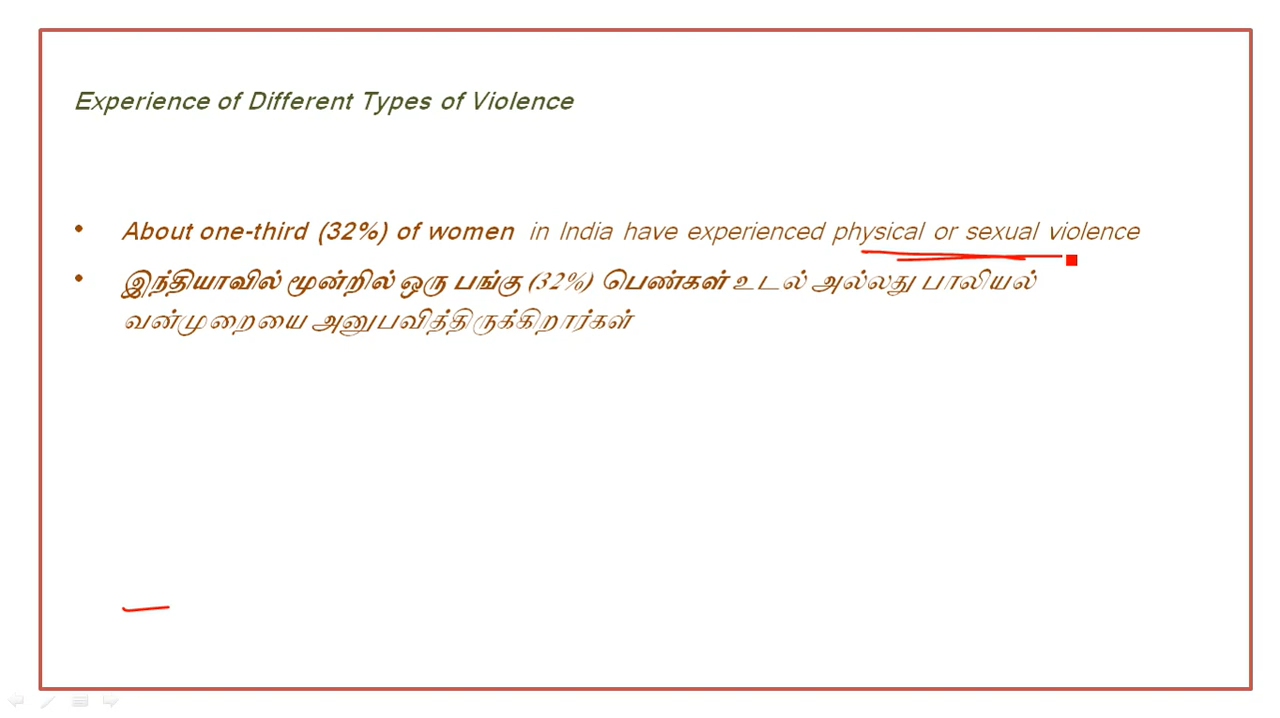 Experience of Different Types of Violence
• About one-third (32%) of women in India have experienced physical or sexual violence
• இந்தியாவில் மூன்றில் ஒரு பங்கு (32%) பெண்கள் உடல் அல்லது பாலியல்
வன்முறையை அனுபவித்திருக்கிறார்கள்